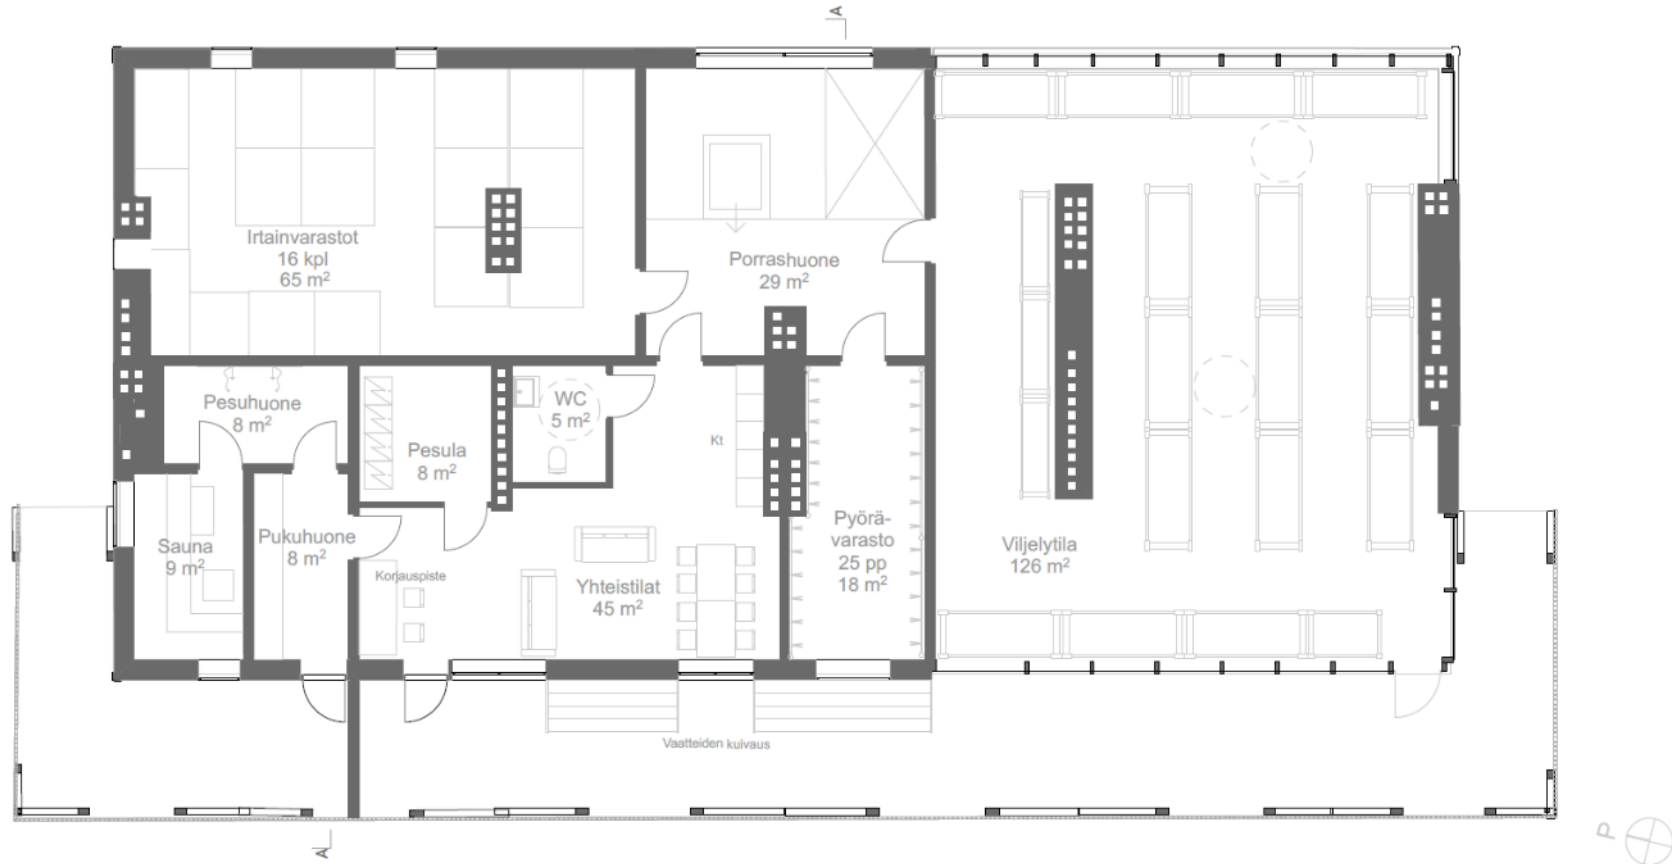 A
Irtainvarastot
16 kpl
65 m²
Porrashuone
29 m²
Pesuhuone
8 m²
Pesula
8 m²
WC
5 m²
Kt
Sauna
9 m²
Pukuhuone
8 m²
Korjauspiste
Yhteistilat
45 m²
Pyörä-
varasto
25 pp
18 m²
Viljelytila
126 m²
Vaatteiden kuivaus
A
P